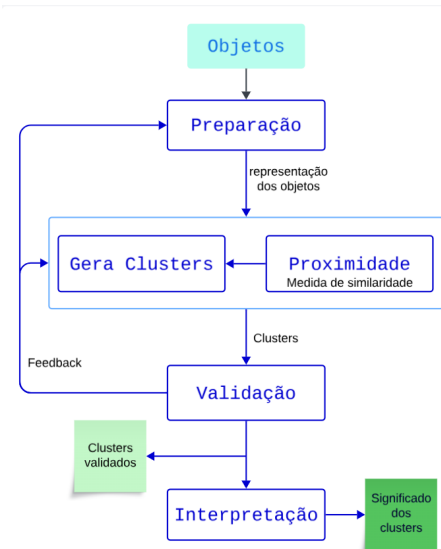 Objetos
Preparação
representação
dos objetos
Gera Clusters
Proximidade
Medida de similaridade
Clusters
Feedback
Validação
Clusters
validados
Interpretação
Significado
dos
clusters